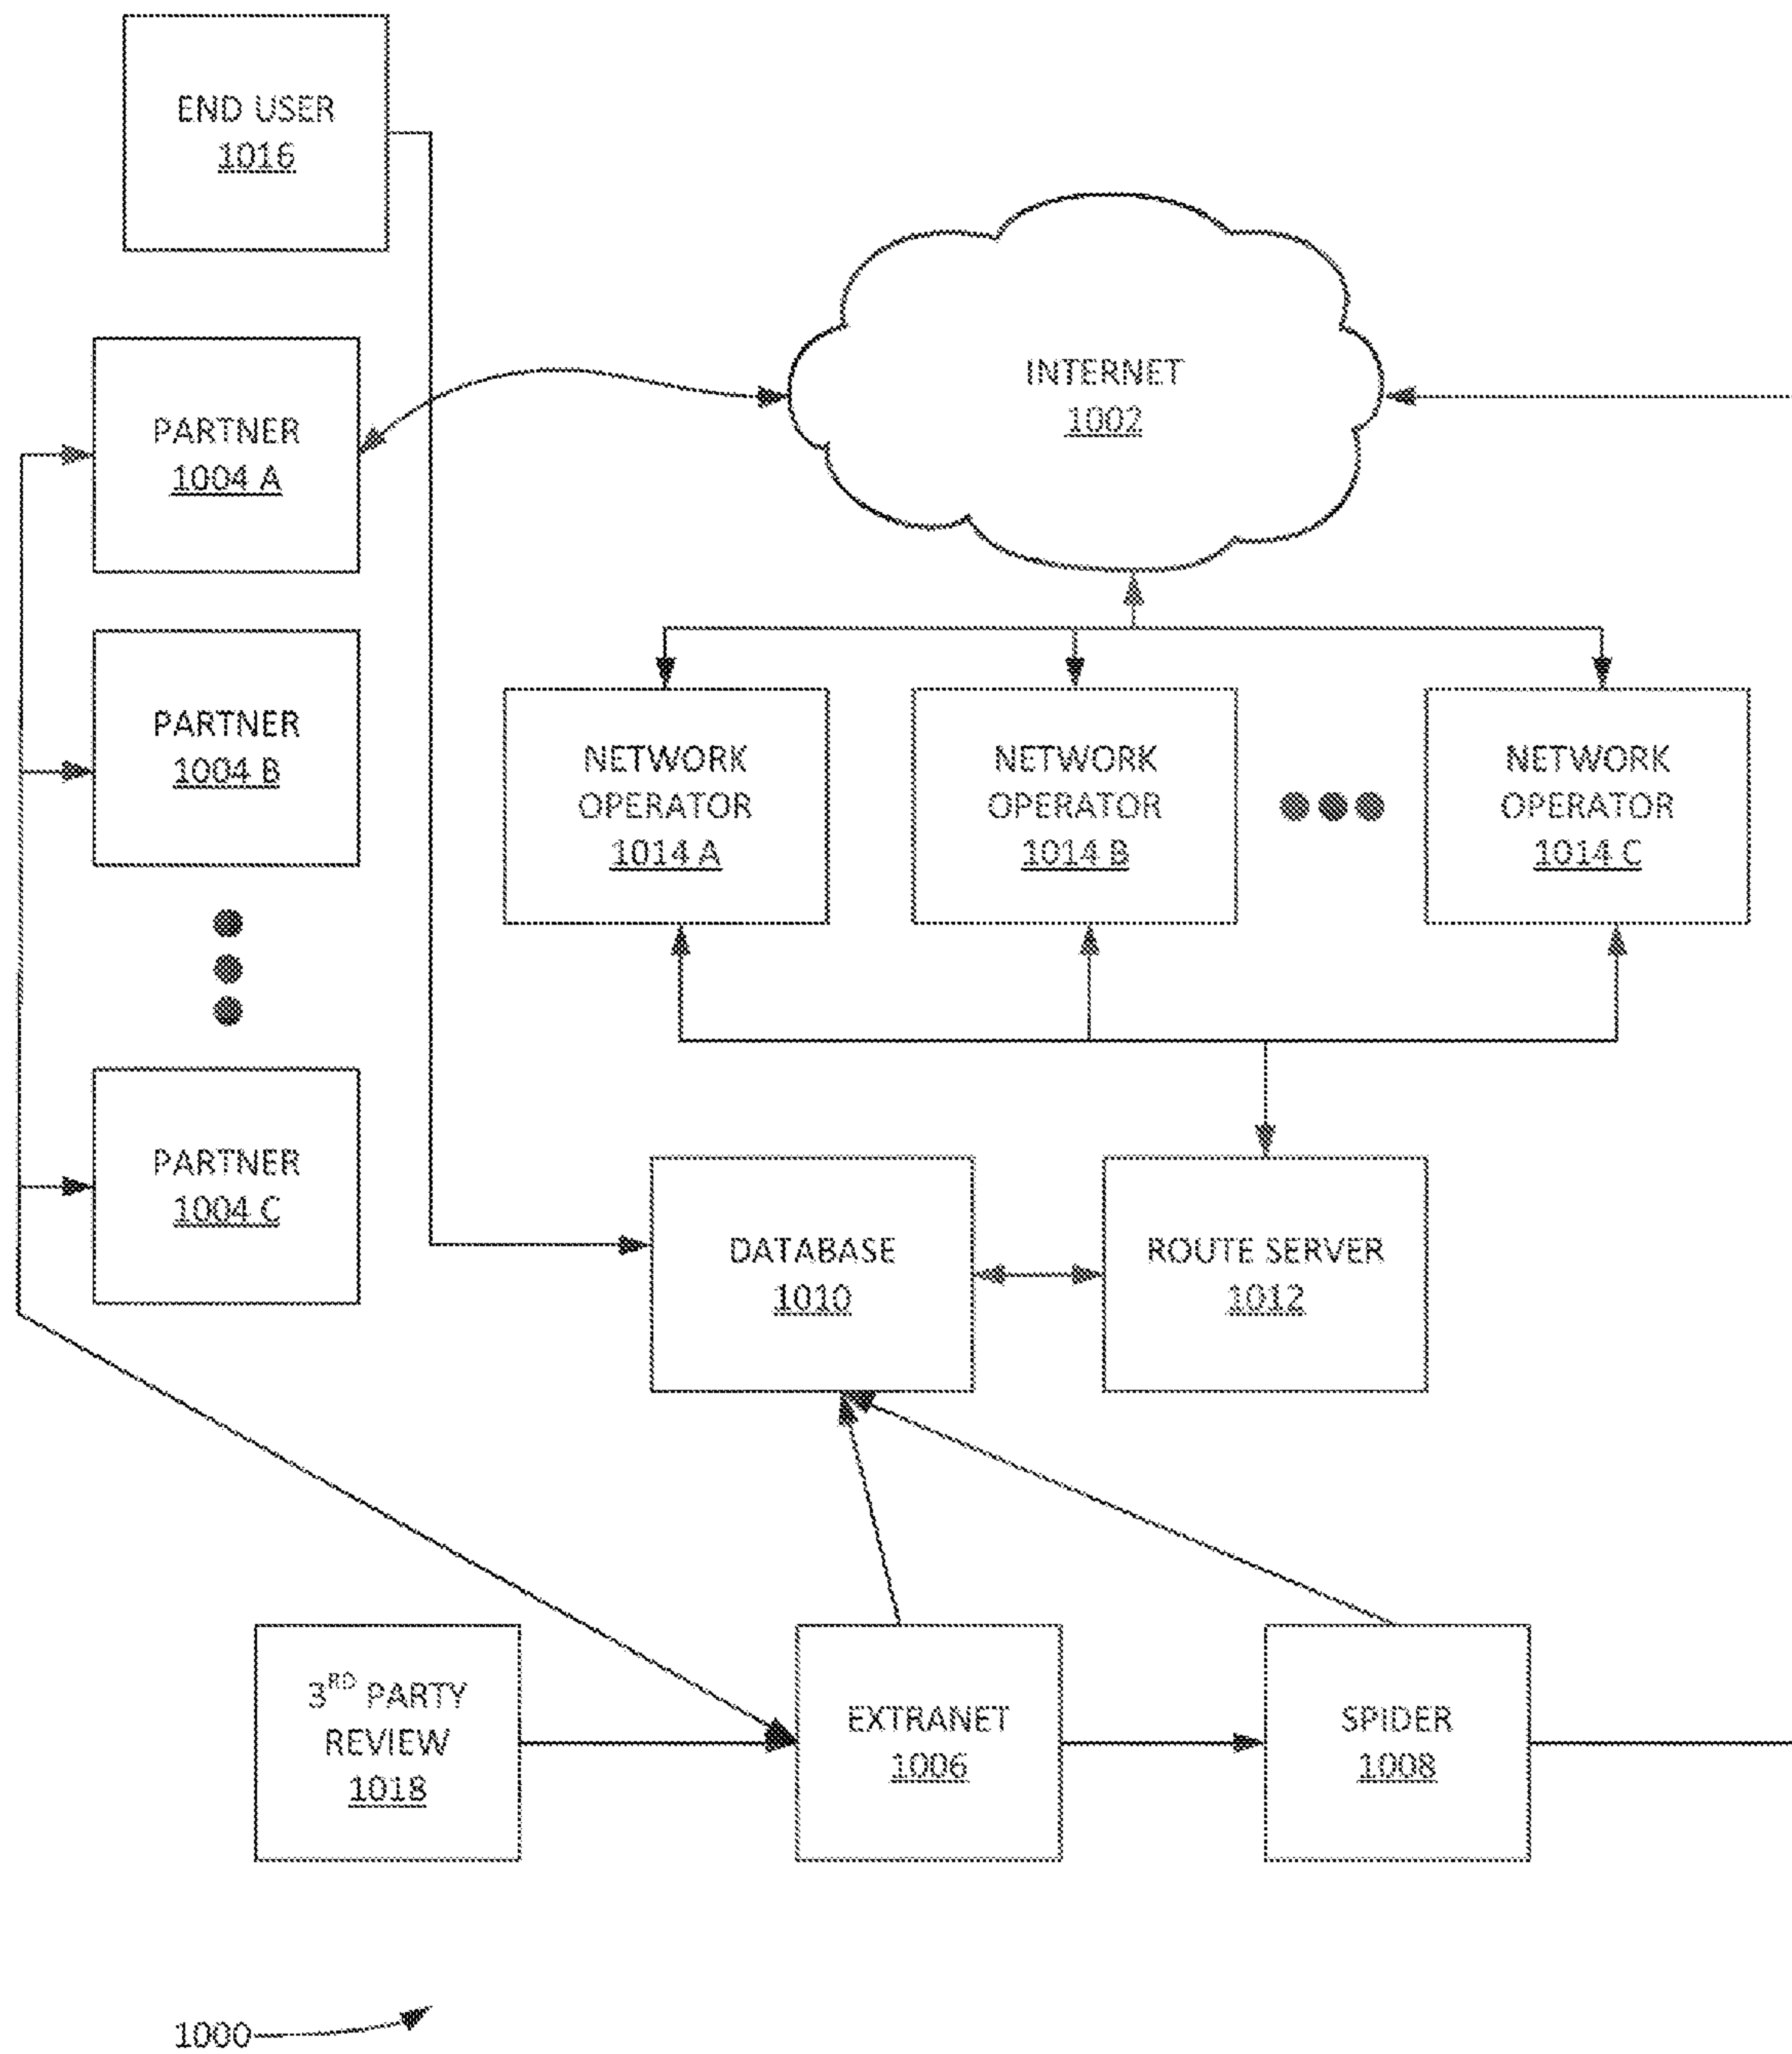 END USER
1016
INTERNET
1002
PARTNER
1004 A
PARTNER
1004 B
NETWORK
OPERATOR
1014 A
NETWORK
OPERATOR
1014 B
NETWORK
OPERATOR
1014 C
PARTNER
1004 C
DATABASE
1010
ROUTE SERVER
1012
3RD PARTY
REVIEW
1018
EXTRANET
1006
SPIDER
1008
1000